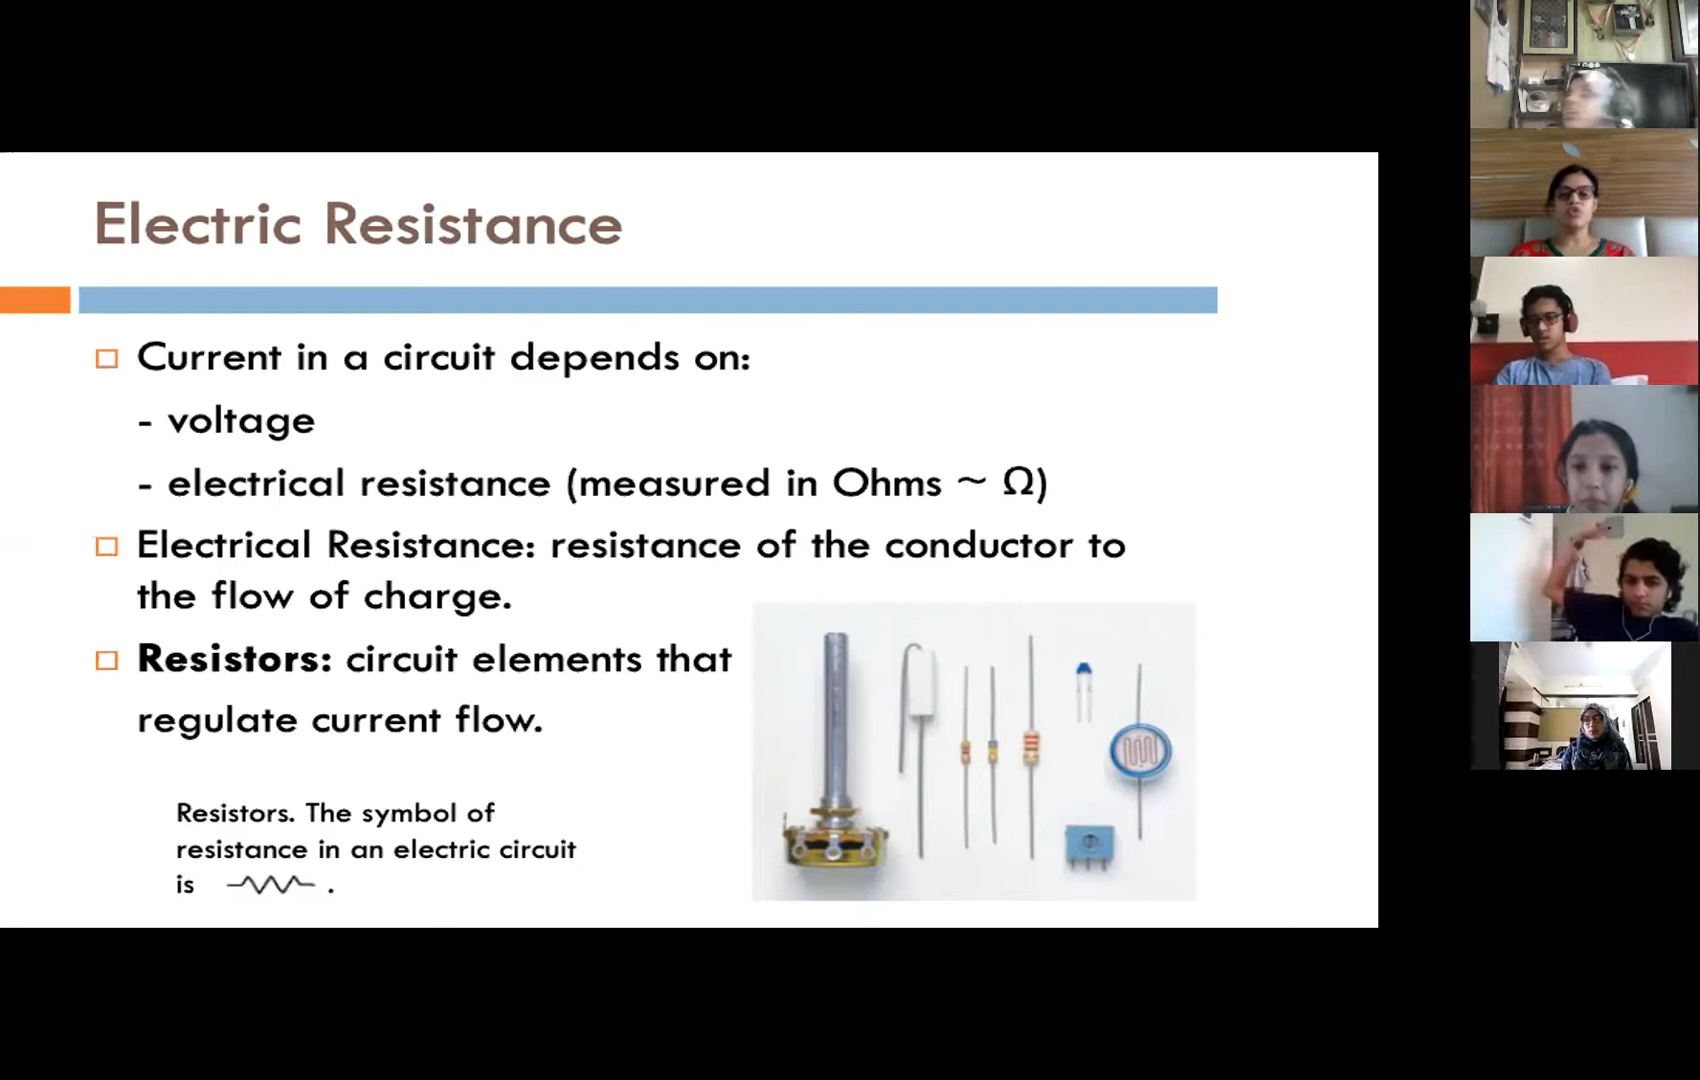 Electric Resistance
Current in a circuit depends on:
- voltage
- electrical resistance (measured in Ohms ~ Ω)
Electrical Resistance: resistance of the conductor to
the flow of charge.
Resistors: circuit elements that
regulate current flow.
Resistors. The symbol of
resistance in an electric circuit
is .